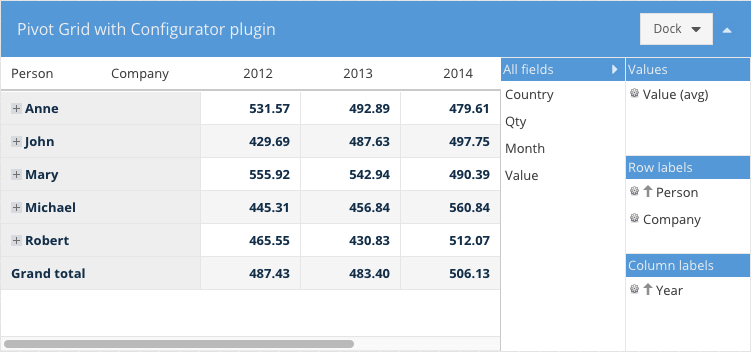 Pivot Grid with Configurator plugin
Dock
Person Company 2012 2013 2014
Anne 531.57 492.89 479.61
John 429.69 487.63 497.75
Mary 555.92 542.94 490.39
Michael 445.31 456.84 560.84
Robert 465.55 430.83 512.07
Grand total 487.43 483.40 506.13
All fields
Country
Qty
Month
Value
Values
Value (avg)
Row labels
Person
Company
Column labels
Year